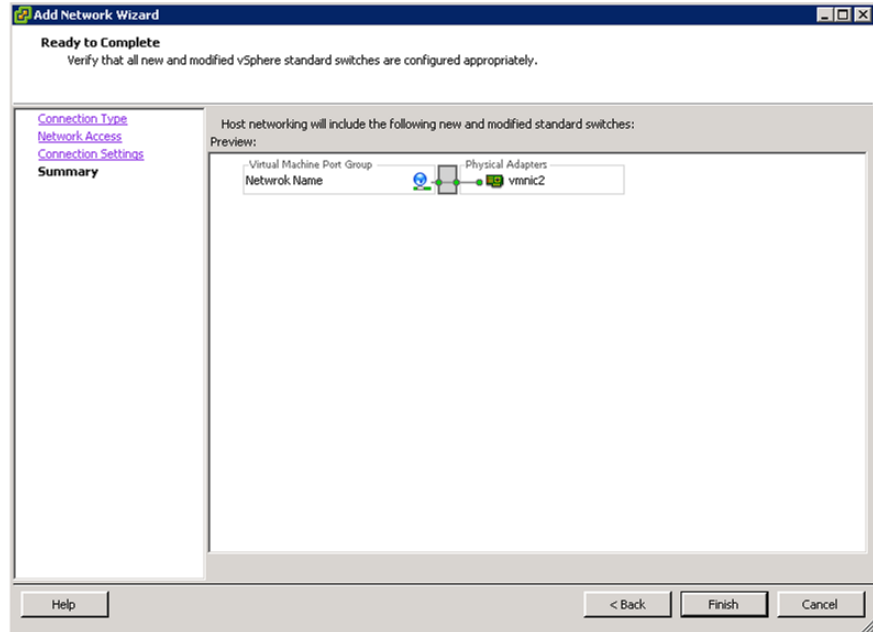 Add Network Wizard
Ready to Complete
Verify that all new and modified vSphere standard switches are configured appropriately.
Connection Type
Network Access
Connection Settings
Summary
Host networking will include the following new and modified standard switches:
Preview:
Virtual Machine Port Group
Physical Adapters
Netwrok Name
vmnic2
Help
< Back
Finish
Cancel